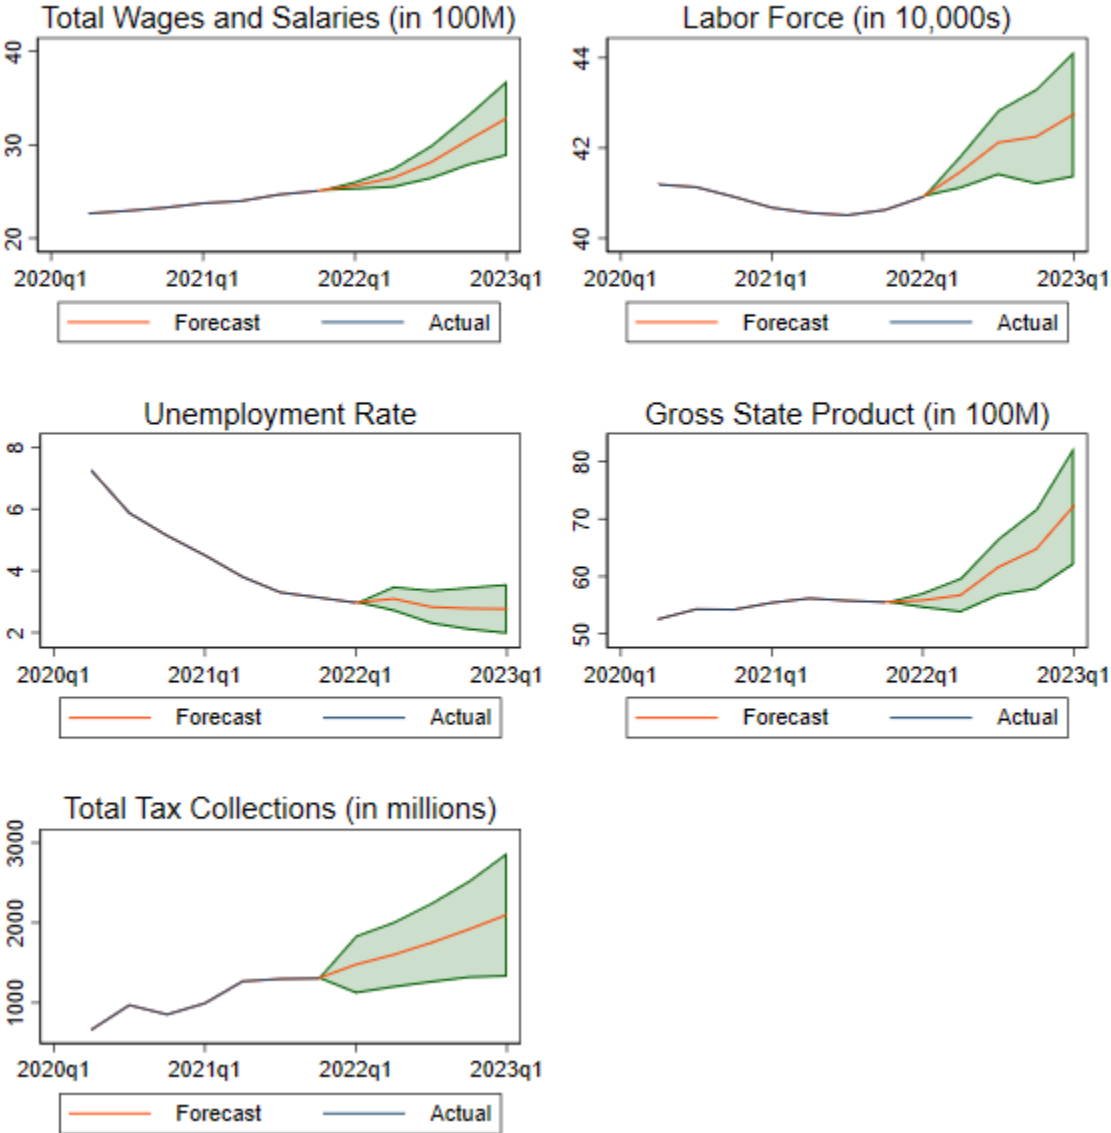 Total Wages and Salaries (in 100M)
40
30
20
2020q1 2021q1 2022q1 2023q1
Forecast Actual
Labor Force (in 10,000s)
44
42
40
2020q1 2021q1 2022q1 2023q1
Forecast Actual
Unemployment Rate
8
6
4
2
2020q1 2021q1 2022q1 2023q1
Forecast Actual
Gross State Product (in 100M)
80
70
60
50
2020q1 2021q1 2022q1 2023q1
Forecast Actual
Total Tax Collections (in millions)
3000
2000
1000
2020q1 2021q1 2022q1 2023q1
Forecast Actual